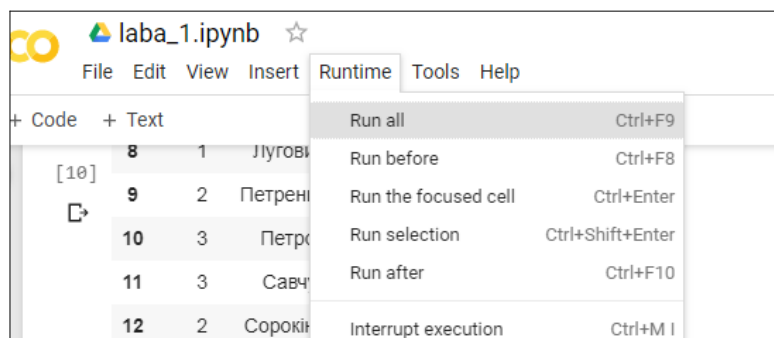 CO laba_1.ipynb
File Edit View Insert Runtime Tools Help
+ Code + Text
Run all Ctrl+F9
8 1
[10]
Run before Ctrl+F8
9 2
Run the focused cell Ctrl+Enter
10 3
Run selection Ctrl+Shift+Enter
11 3
Run after Ctrl+F10
12 2
Interrupt execution Ctrl+M I